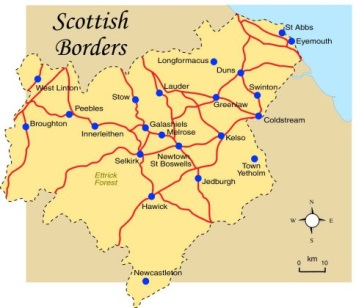 Scottish
Borders
St Abbs
Eyemouth
Longformacus
Duns
West Linton
Lauder
Swinton
Stow
Greenlaw
Peebles
Coldstream
Broughton
Innerleithen
Galashiels
Melrose
Kelso
Selkirk
Newtown
St Boswells
Town
Yetholm
Ettrick
Forest
Jedburgh
Hawick
N
W
E
S
km
0 10
Newcastleton